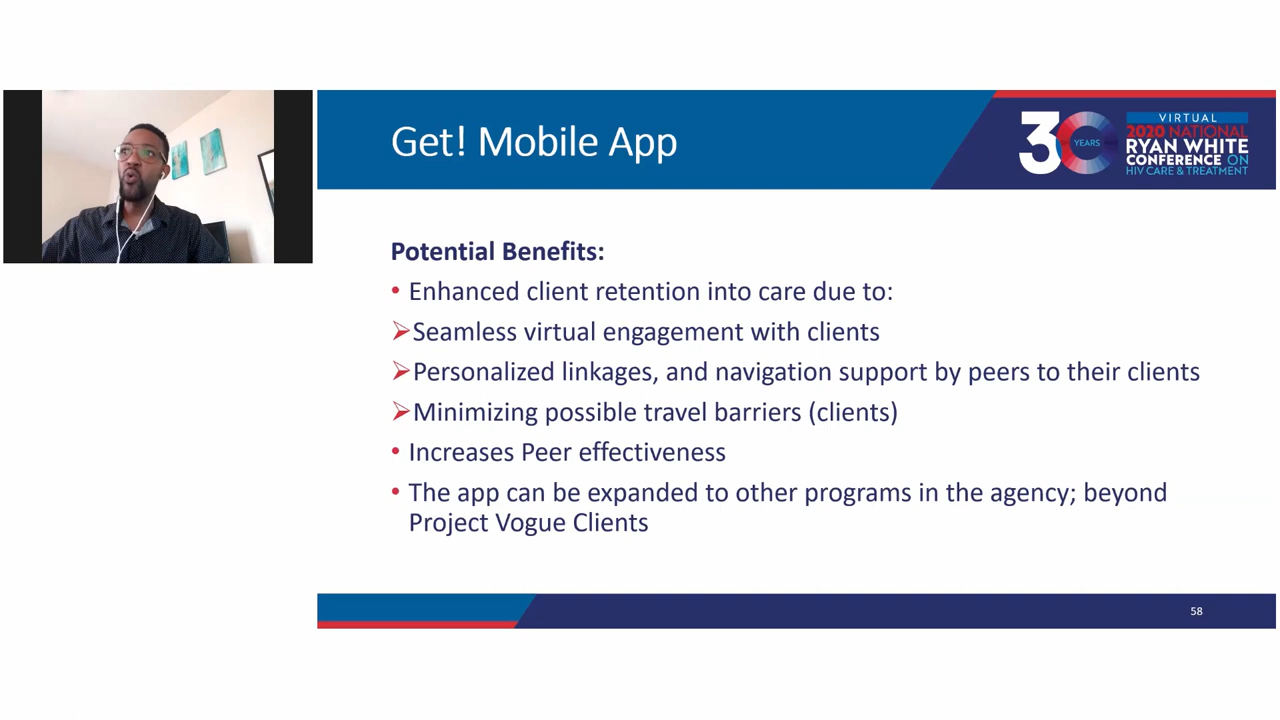 Get! Mobile App
30
YEARS
VIRTUAL
2020 NATIONAL
RYAN WHITE
CONFERENCE ON
HIV CARE & TREATMENT
Potential Benefits:
• Enhanced client retention into care due to:
➢Seamless virtual engagement with clients
➢Personalized linkages, and navigation support by peers to their clients
➢Minimizing possible travel barriers (clients)
• Increases Peer effectiveness
• The app can be expanded to other programs in the agency; beyond
Project Vogue Clients
58